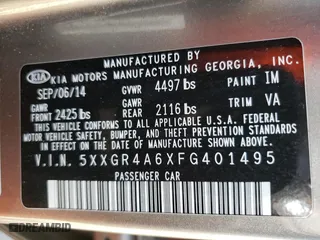 MANUFACTURED BY
KIA KIA MOTORS MANUFACTURING GEORGIA, INC.
SEP/06/14 GVWR 4497 lbs PAINT IM
GAWR FRONT 2425 lbs GAWR REAR 2116 lbs TRIM VA
THIS VEHICLE CONFORMS TO ALL APPLICABLE U.S.A. FEDERAL
MOTOR VEHICLE SAFETY, BUMPER, AND THEFT PREVENTION STANDARDS
IN EFFECT ON THE DATE OF MANUFACTURE SHOWN ABOVE.
V.I.N. 5XXGR4A6XFG401495
PASSENGER CAR
DREAMBID